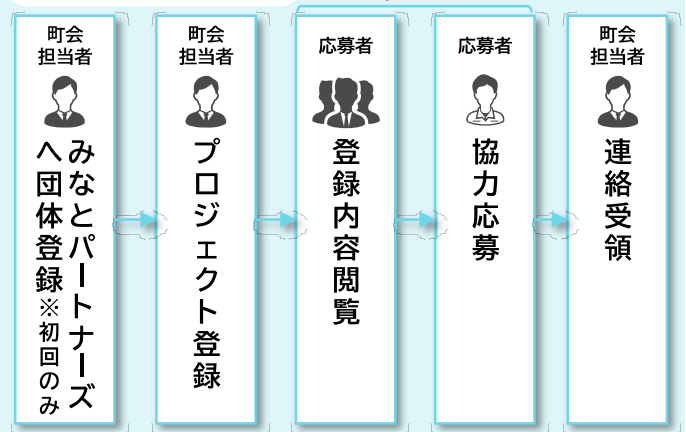 町会
担当者
みなとパートナーズ
へ団体登録※初回のみ
町会
担当者
プロジェクト登録
応募者
登録内容閲覧
応募者
協力応募
町会
担当者
連絡受領